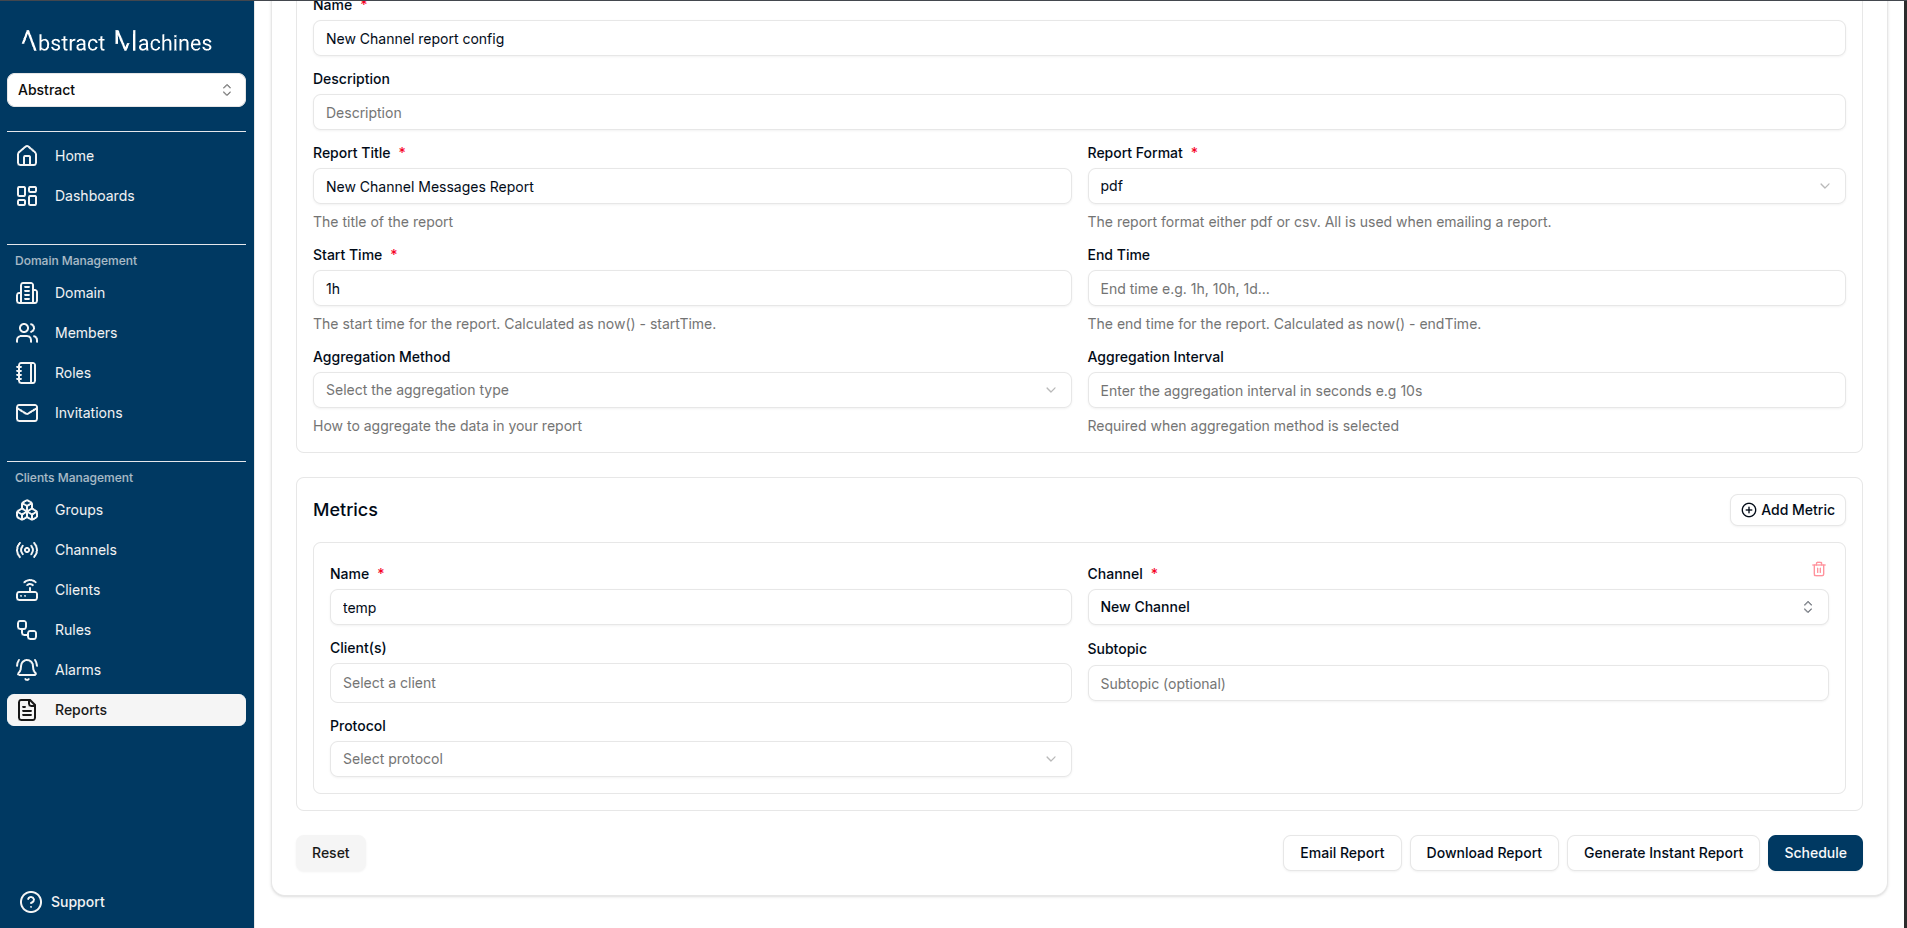 Abstract Machines
Abstract
Home
Dashboards
Domain Management
Domain
Members
Roles
Invitations
Clients Management
Groups
Channels
Clients
Rules
Alarms
Reports
Support
Name *
New Channel report config
Description
Description
Report Title * Report Format *
New Channel Messages Report pdf
The title of the report The report format either pdf or csv. All is used when emailing a report.
Start Time * End Time
1h End time e.g. 1h, 10h, 1d...
The start time for the report. Calculated as now() - startTime. The end time for the report. Calculated as now() - endTime.
Aggregation Method Aggregation Interval
Select the aggregation type Enter the aggregation interval in seconds e.g 10s
How to aggregate the data in your report Required when aggregation method is selected
Metrics Add Metric
Name * Channel *
temp New Channel
Client(s) Subtopic
Select a client Subtopic (optional)
Protocol
Select protocol
Reset Email Report Download Report Generate Instant Report Schedule